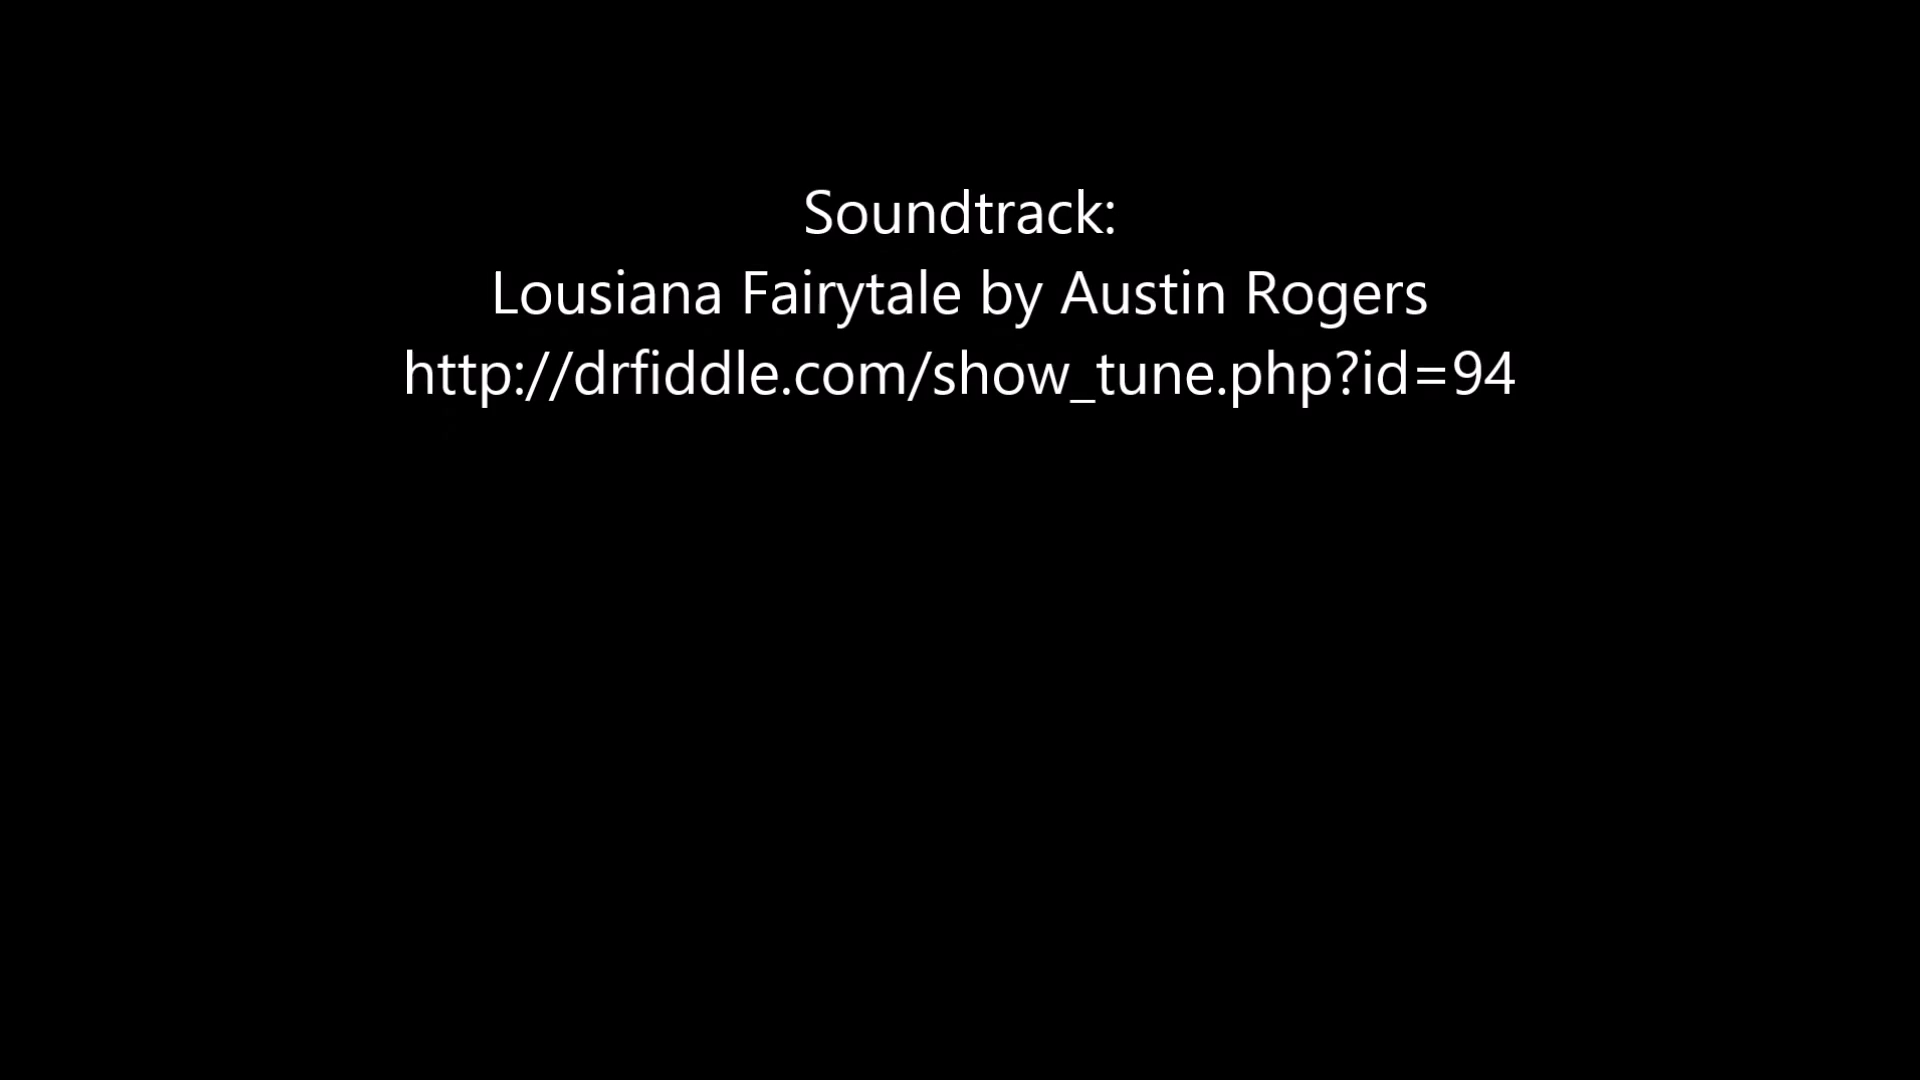 Soundtrack:
Lousiana Fairytale by Austin Rogers
http://drfiddle.com/show_tune.php?id=94